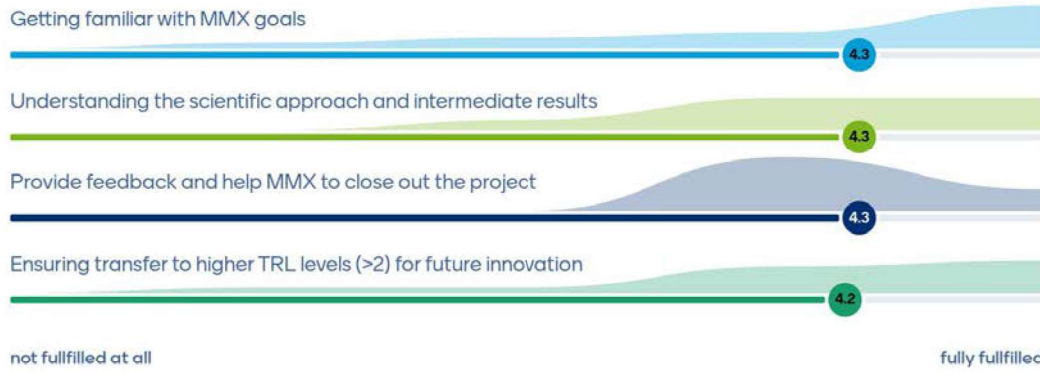 Getting familiar with MMX goals
4.3
Understanding the scientific approach and intermediate results
4.3
Provide feedback and help MMX to close out the project
4.3
Ensuring transfer to higher TRL levels (>2) for future innovation
4.2
not fullfilled at all
fully fullfilled